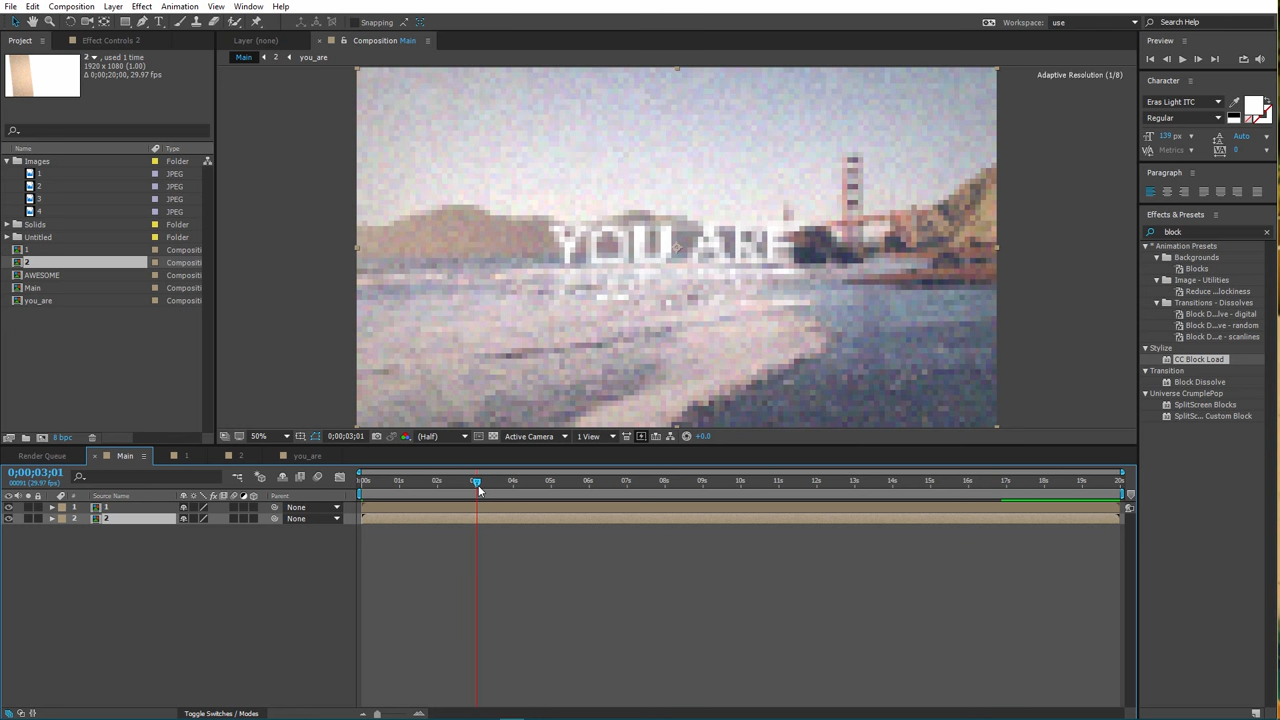 File Edit Composition Layer Effect Animation View Window Help
Snapping
Workspace: use
Search Help
Project
Effect Controls 2
Layer (none)
Composition Main
Preview
2 , used 1 time
1920 x 1080 (1.00)
Δ 0;00;20;00, 29.97 fps
Main 2 you_are
Adaptive Resolution (1/8)
Character
Eras Light ITC
Regular
139 px
Auto
Metrics
0
Name
Type
Images Folder
1 JPEG
2 JPEG
3 JPEG
4 JPEG
Solids Folder
Untitled Folder
1 Compositi
2 Compositi
AWESOME Compositi
Main Compositi
you_are Compositi
YOU ARE
Paragraph
Effects & Presets
block
* Animation Presets
Backgrounds
Blocks
Image - Utilities
Reduce ...lockiness
Transitions - Dissolves
Block D...lve - digital
Block D...ve - random
Block D...e - scanlines
Stylize
CC Block Load
Transition
Block Dissolve
Universe CrumplePop
SplitScreen Blocks
SplitSc... Custom Block
8 bpc
50%
0;00;03;01
(Half)
Active Camera
1 View
+0.0
Render Queue
Main
1
2
you_are
0;00;03;01
00091 (29.97 fps)
01s 02s 04s 05s 06s 07s 08s 09s 10s 11s 12s 13s 14s 15s 16s 17s 18s 19s 20s
# Source Name
Parent
1 1 None
2 2 None
Toggle Switches / Modes